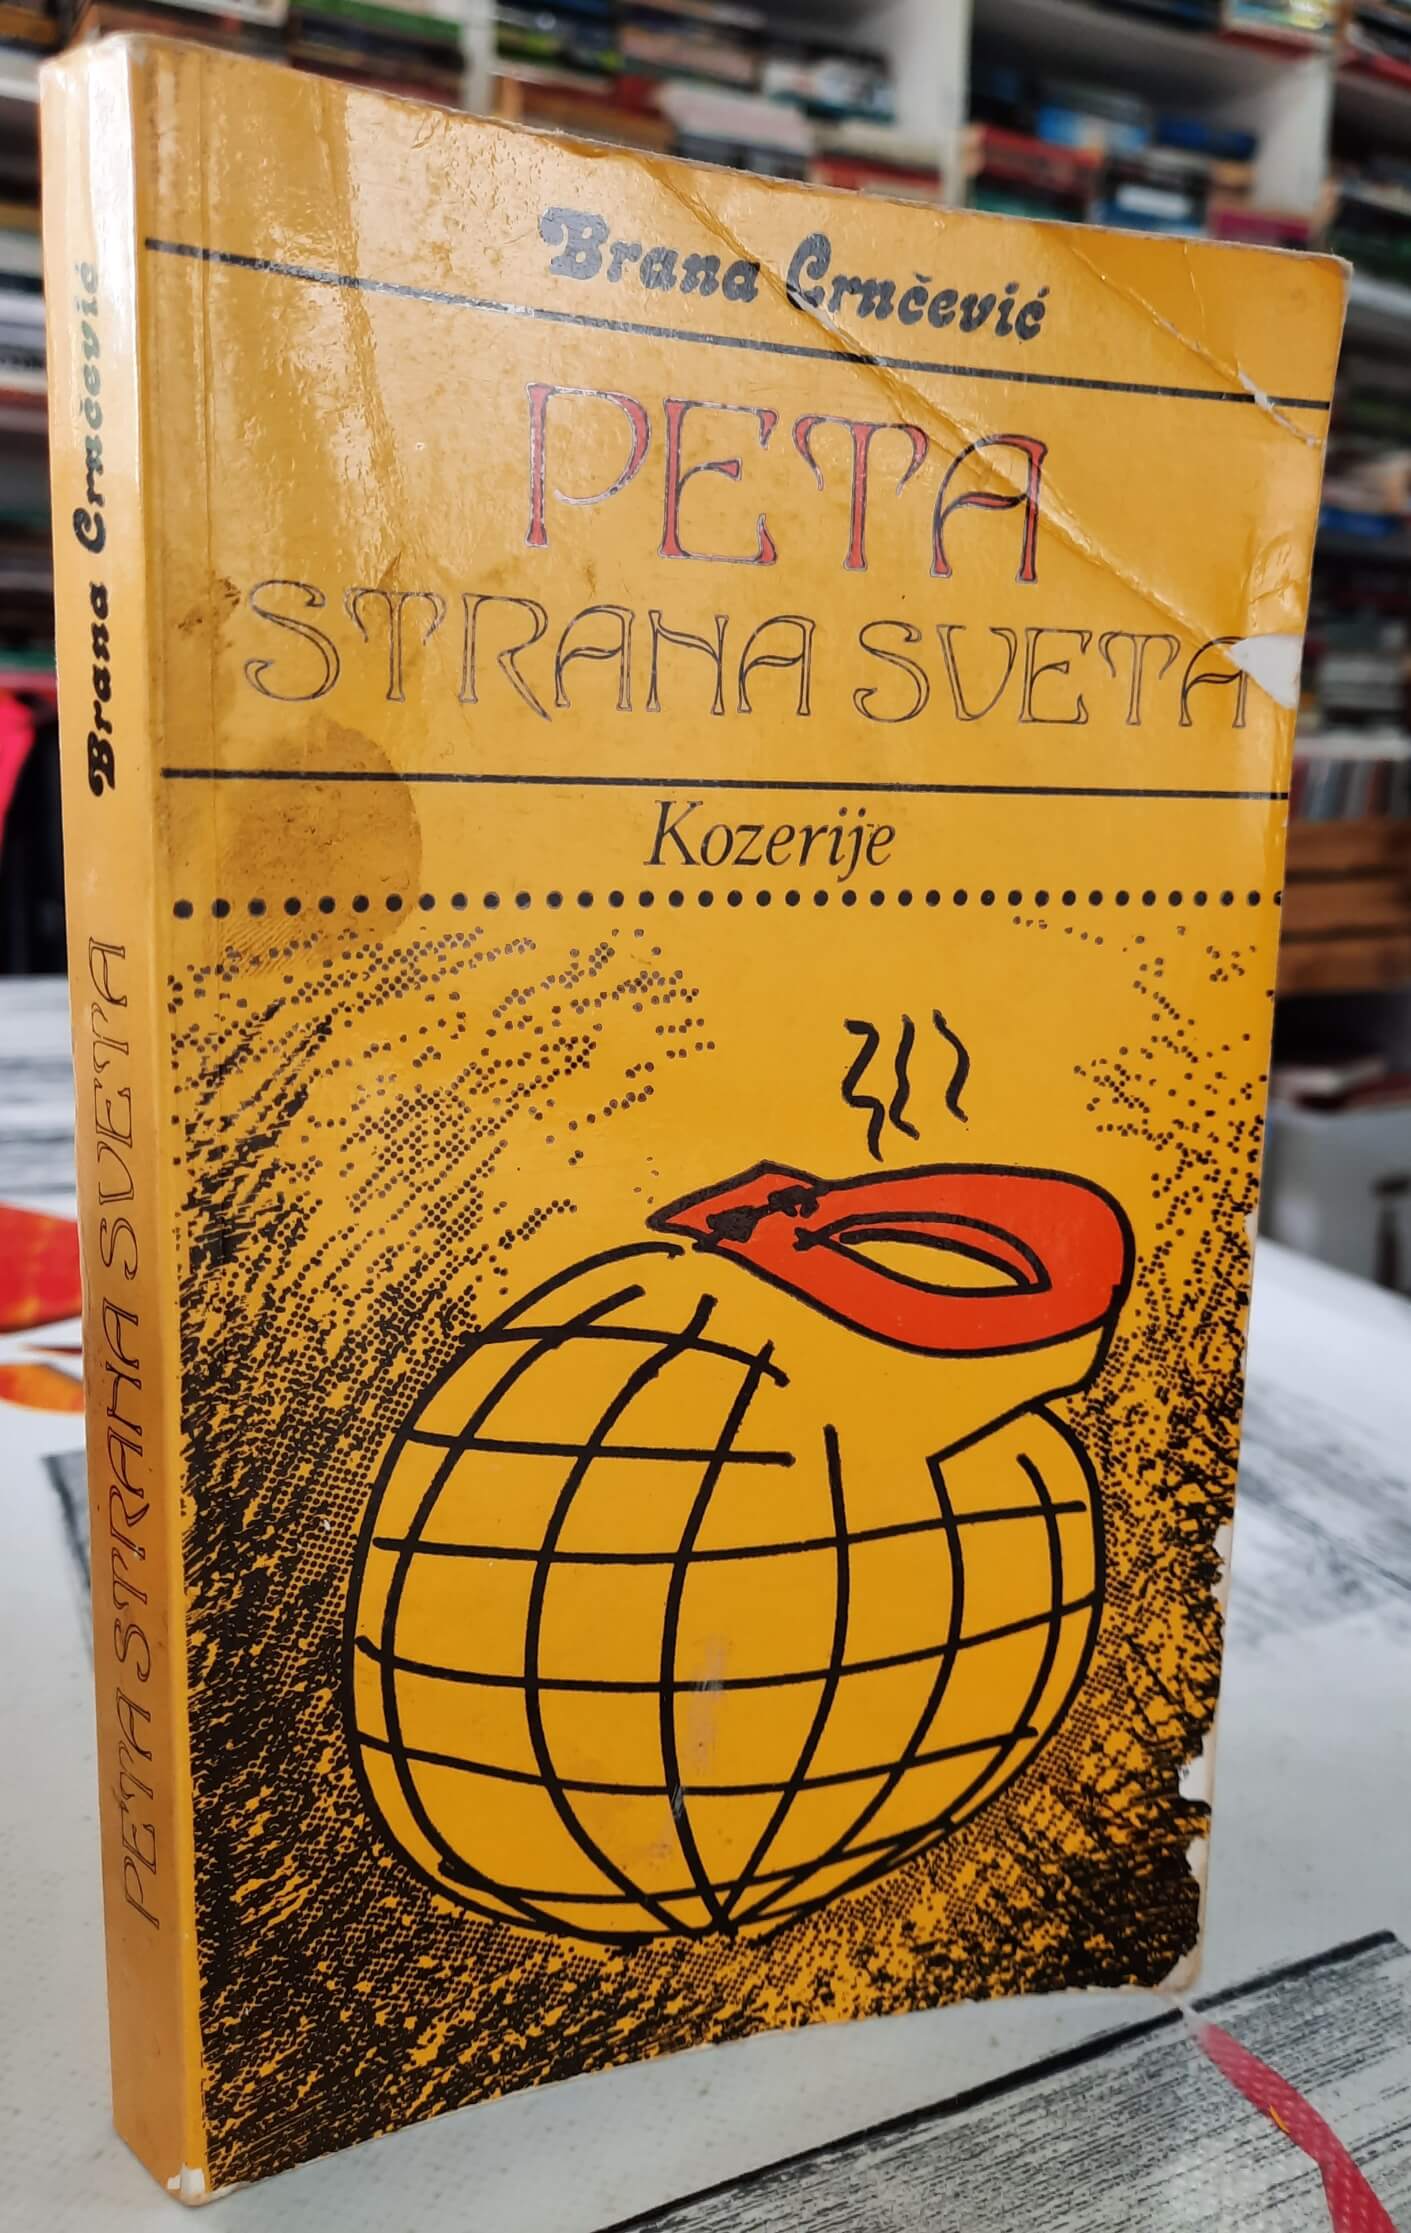 Brana Crnčević
PETA
STRANA SVETA
Kozerije
Brana Crnčević
PETA STRANA SVETA